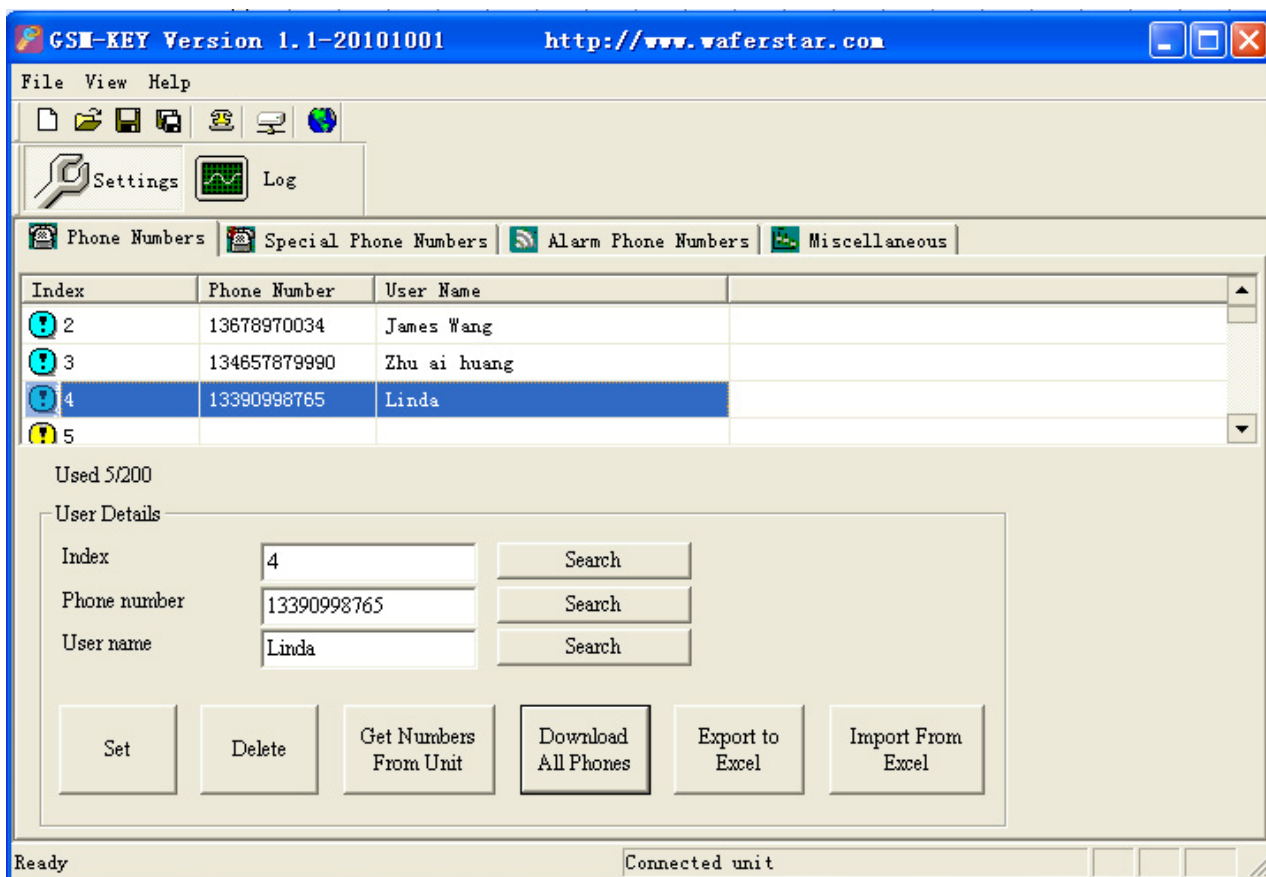 GSM-KEY Version 1.1-20101001 http://www.waferstar.com
File View Help
Settings Log
Phone Numbers Special Phone Numbers Alarm Phone Numbers Miscellaneous
Index Phone Number User Name
2 13678970034 James Wang
3 134657879990 Zhu ai huang
4 13390998765 Linda
5
Used 5/200
User Details
Index 4 Search
Phone number 13390998765 Search
User name Linda Search
Set Delete Get Numbers From Unit Download All Phones Export to Excel Import From Excel
Ready Connected unit